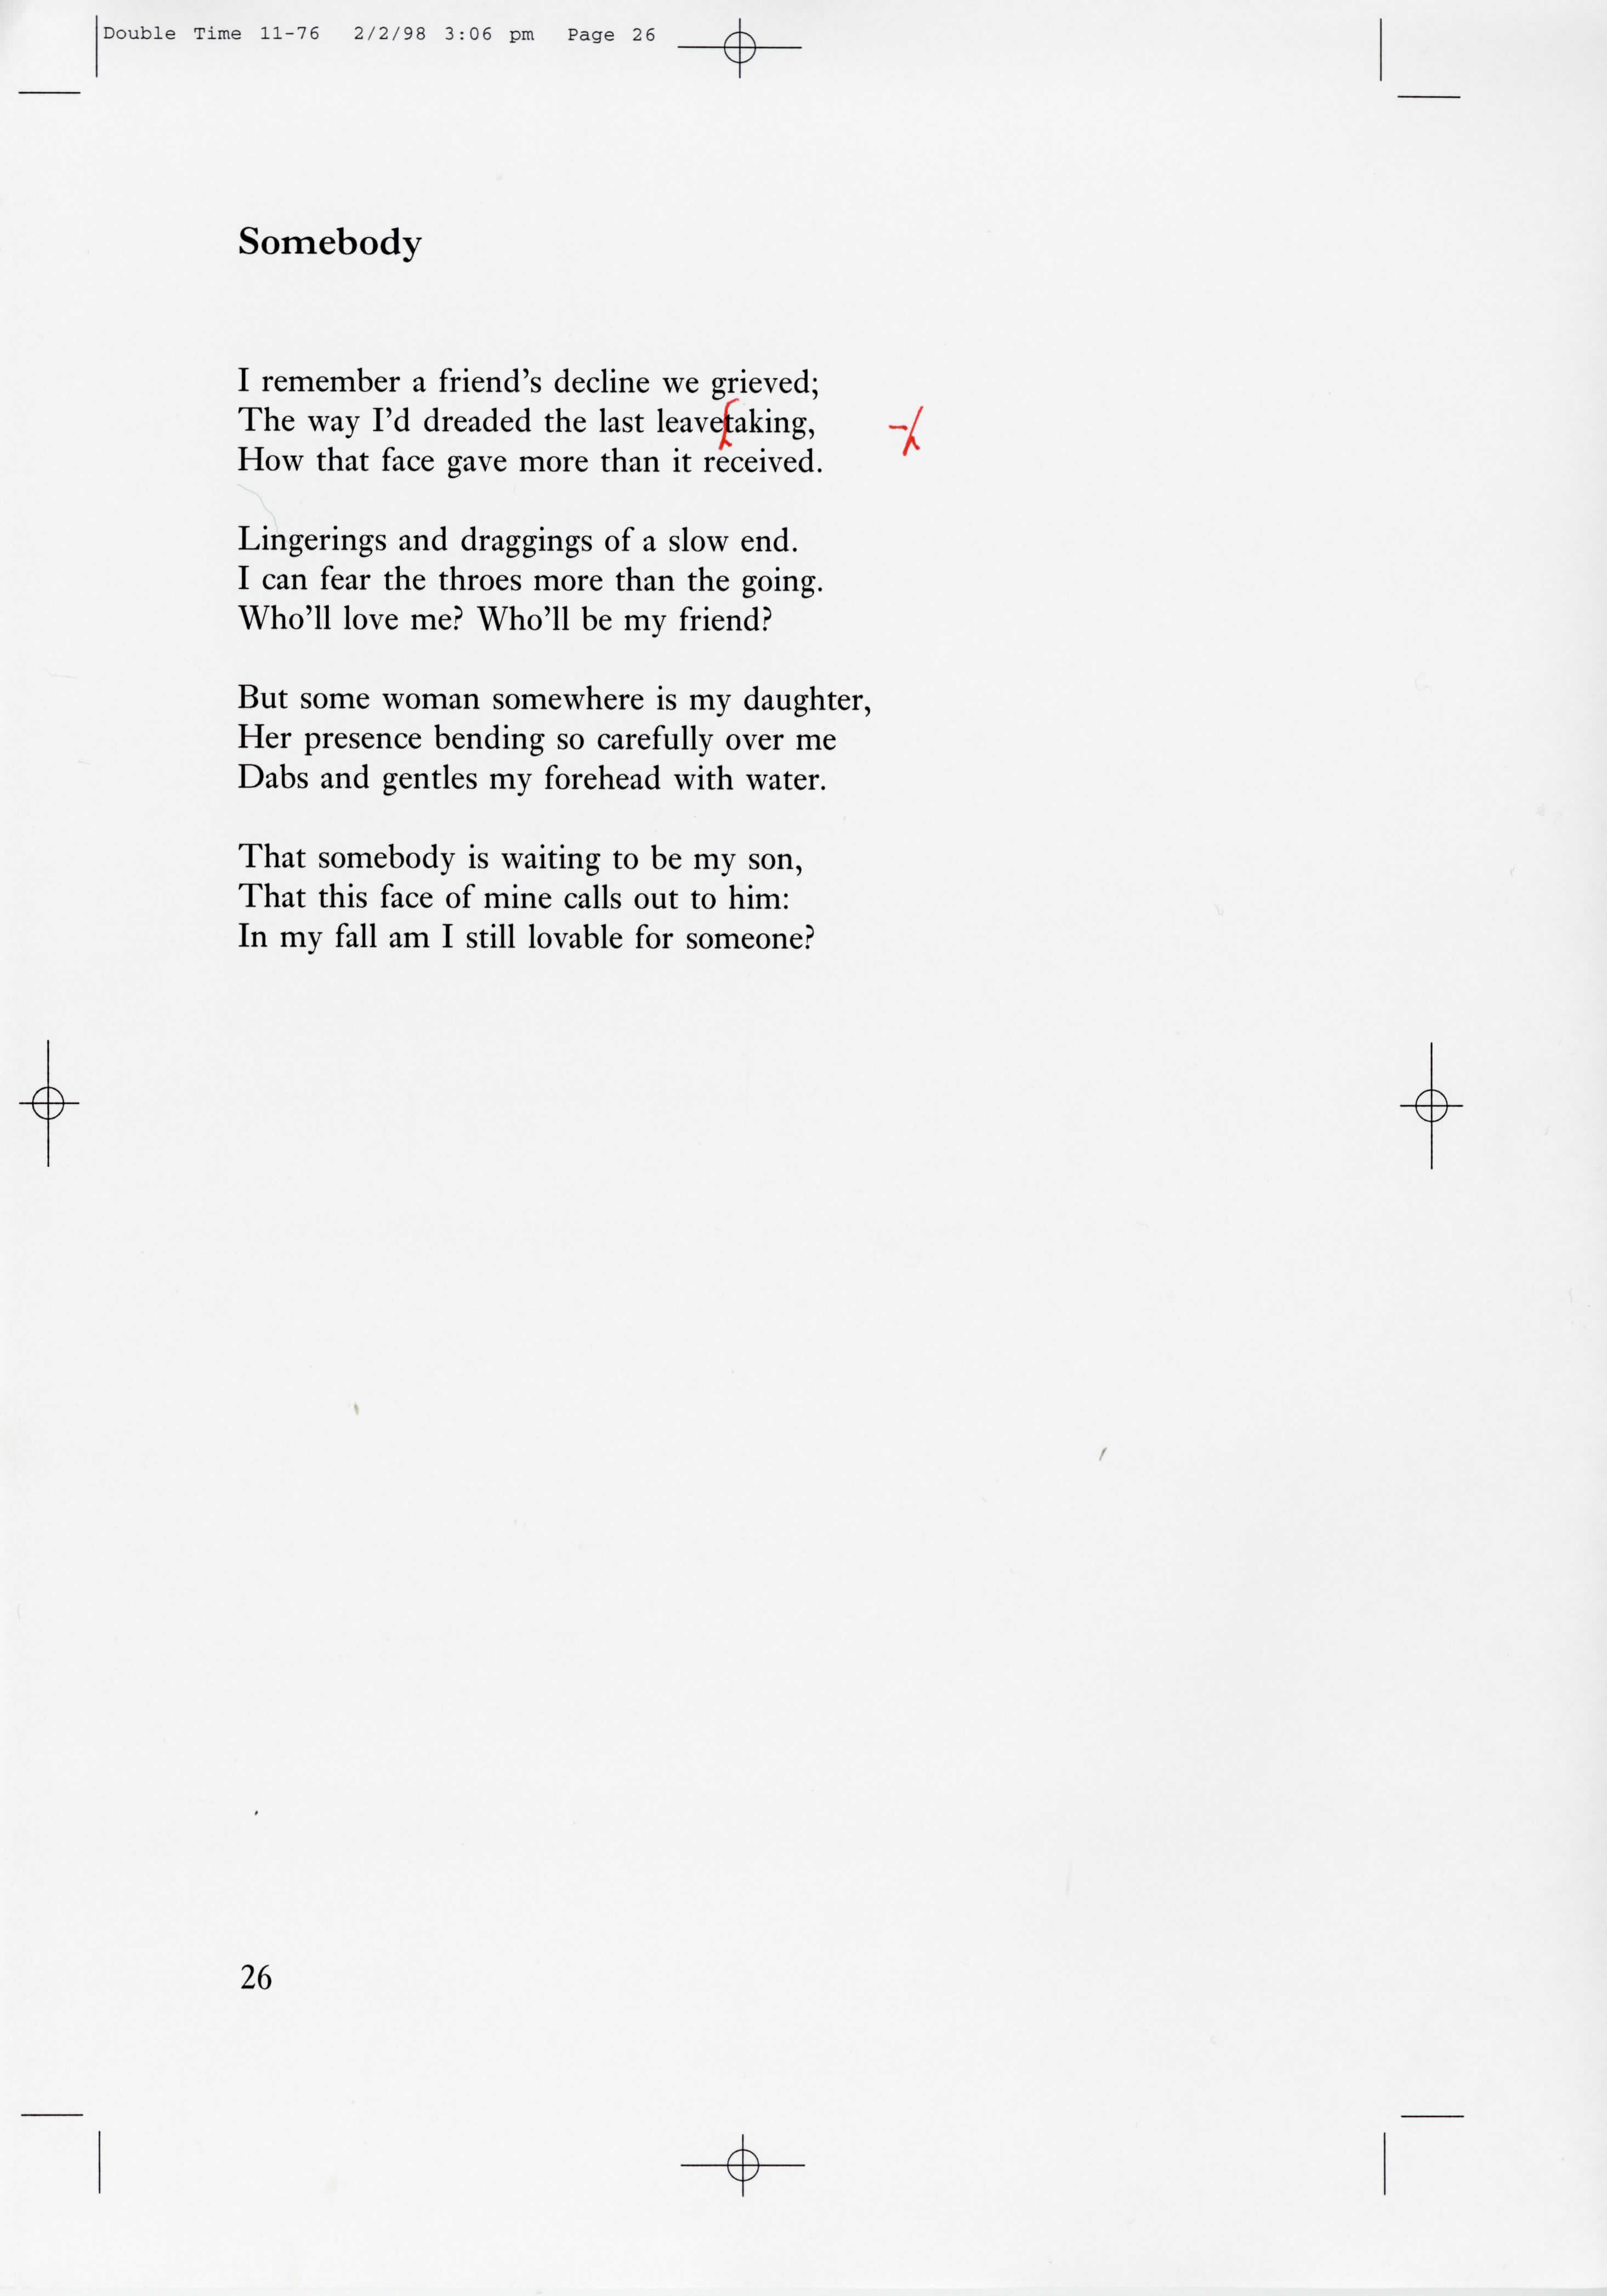 Double Time 11-76 2/2/98 3:06 pm Page 26
Somebody
I remember a friend's decline we grieved;
The way I'd dreaded the last leavetaking,
How that face gave more than it received.
Lingerings and draggings of a slow end.
I can fear the throes more than the going.
Who'll love me? Who'll be my friend?
But some woman somewhere is my daughter,
Her presence bending so carefully over me
Dabs and gentles my forehead with water.
That somebody is waiting to be my son,
That this face of mine calls out to him:
In my fall am I still lovable for someone?
26